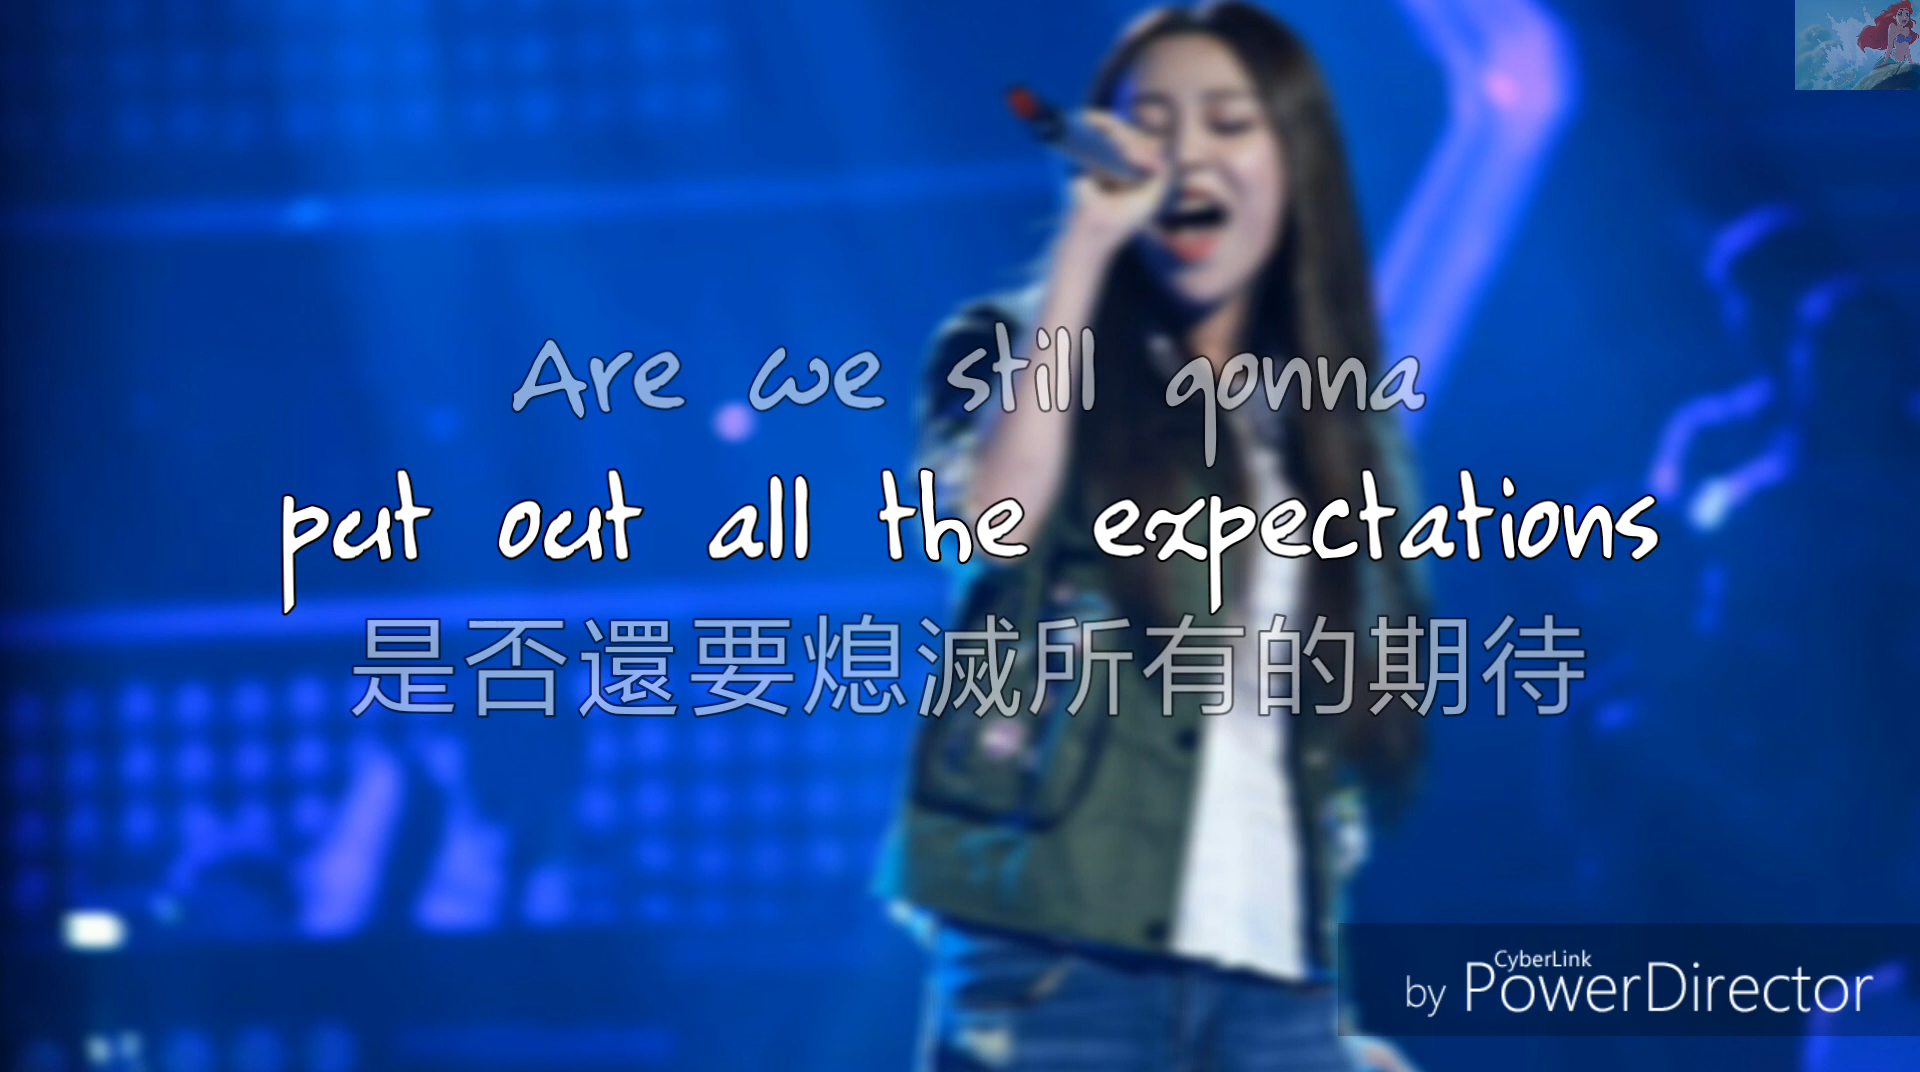 Are we still gonna
put out all the expectations
是否還要熄滅所有的期待
by CyberLink PowerDirector